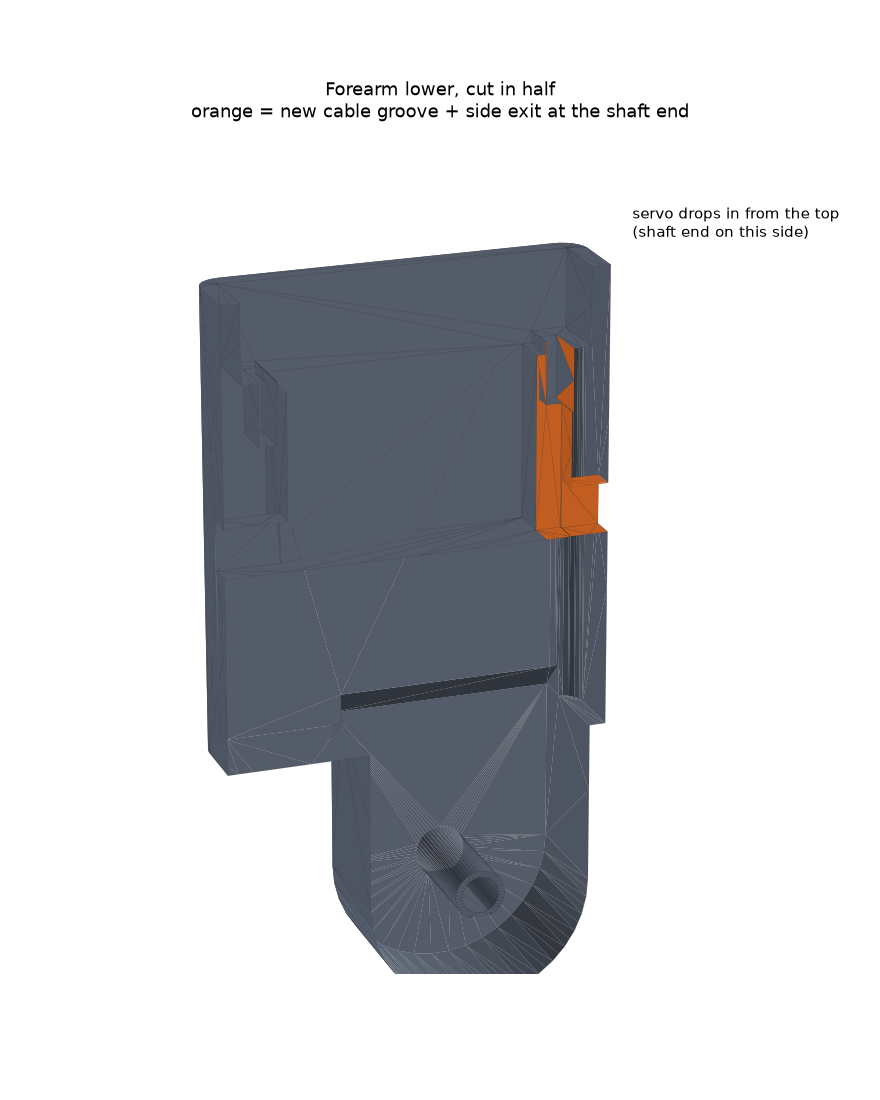 Forearm lower, cut in half
orange = new cable groove + side exit at the shaft end
servo drops in from the top
(shaft end on this side)